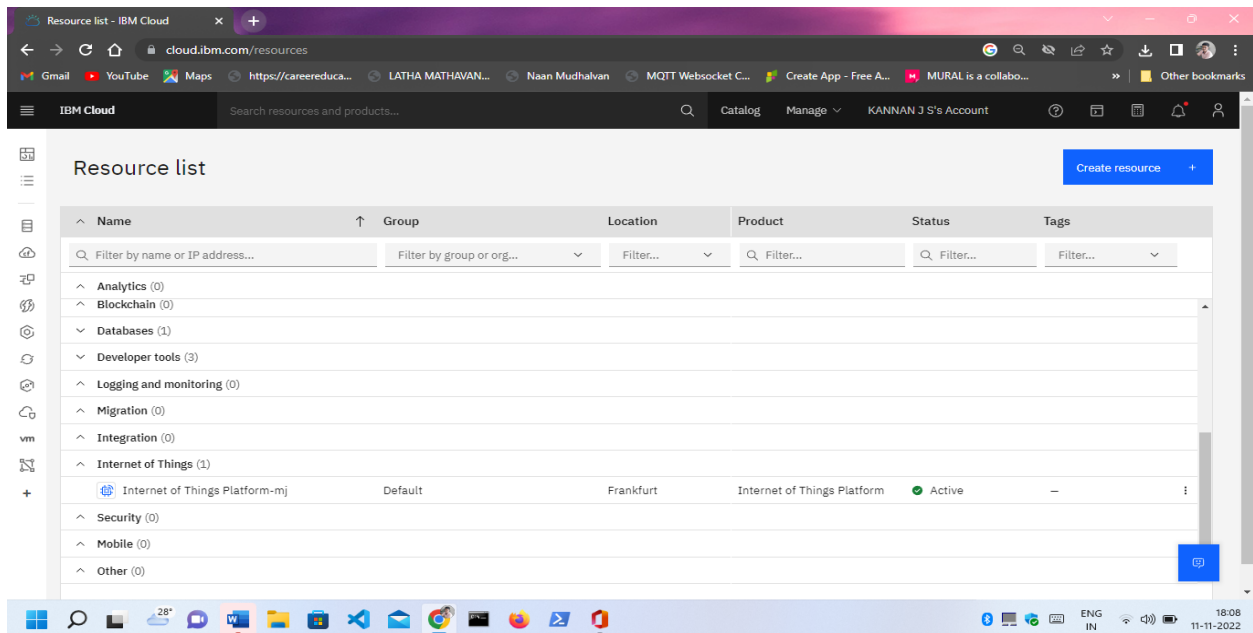 Resource list - IBM Cloud
cloud.ibm.com/resources
Gmail YouTube Maps https://careereduca... LATHA MATHAVAN... Naan Mudhalvan MQTT Websocket C... Create App - Free A... MURAL is a collabo... » Other bookmarks
IBM Cloud Search resources and products... Catalog Manage KANNAN J S's Account
Resource list
Create resource +
Name Group Location Product Status Tags
Filter by name or IP address... Filter by group or org... Filter... Filter... Filter... Filter...
Analytics (0)
Blockchain (0)
Databases (1)
Developer tools (3)
Logging and monitoring (0)
Migration (0)
vm
Integration (0)
Internet of Things (1)
Internet of Things Platform-mj Default Frankfurt Internet of Things Platform Active –
Security (0)
Mobile (0)
Other (0)
28°
ENG
IN
18:08
11-11-2022